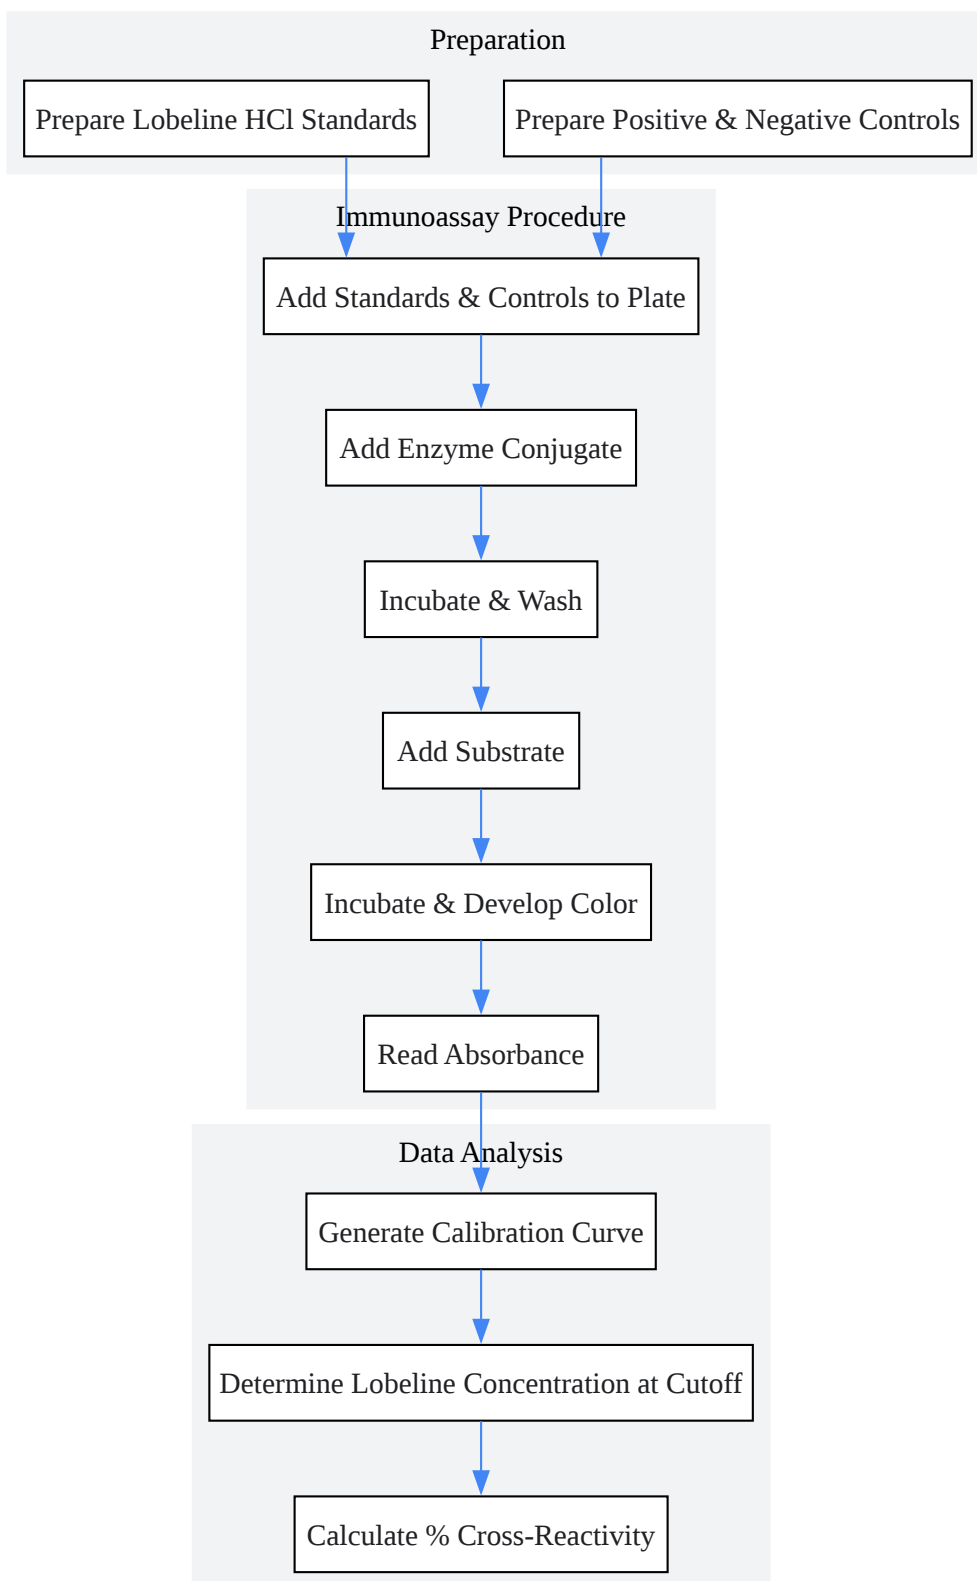 Preparation
Prepare Lobeline HCl Standards
Prepare Positive & Negative Controls
Immunoassay Procedure
Add Standards & Controls to Plate
Add Enzyme Conjugate
Incubate & Wash
Add Substrate
Incubate & Develop Color
Read Absorbance
Data Analysis
Generate Calibration Curve
Determine Lobeline Concentration at Cutoff
Calculate % Cross-Reactivity